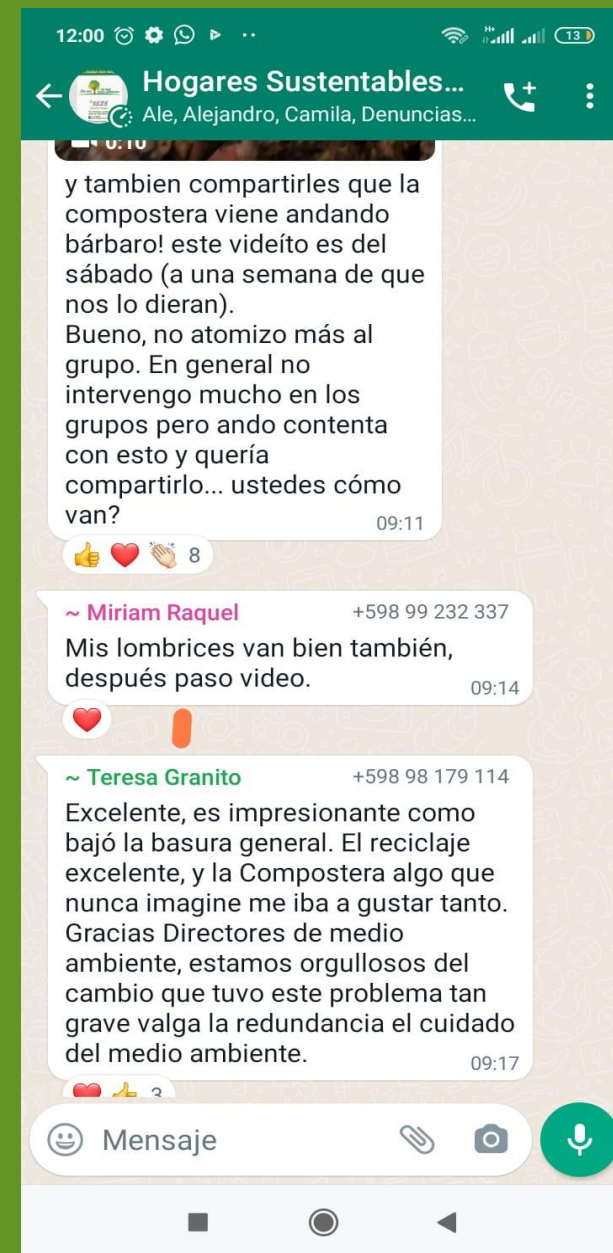 12:00
13
Hogares Sustentables...
Ale, Alejandro, Camila, Denuncias...
0:10
y tambien compartirles que la
compostera viene andando
bárbaro! este videíto es del
sábado (a una semana de que
nos lo dieran).
Bueno, no atomizo más al
grupo. En general no
intervengo mucho en los
grupos pero ando contenta
con esto y quería
compartirlo... ustedes cómo
van?
09:11
8
~ Miriam Raquel +598 99 232 337
Mis lombrices van bien también,
después paso video.
09:14
~ Teresa Granito +598 98 179 114
Excelente, es impresionante como
bajó la basura general. El reciclaje
excelente, y la Compostera algo que
nunca imagine me iba a gustar tanto.
Gracias Directores de medio
ambiente, estamos orgullosos del
cambio que tuvo este problema tan
grave valga la redundancia el cuidado
del medio ambiente.
09:17
3
Mensaje